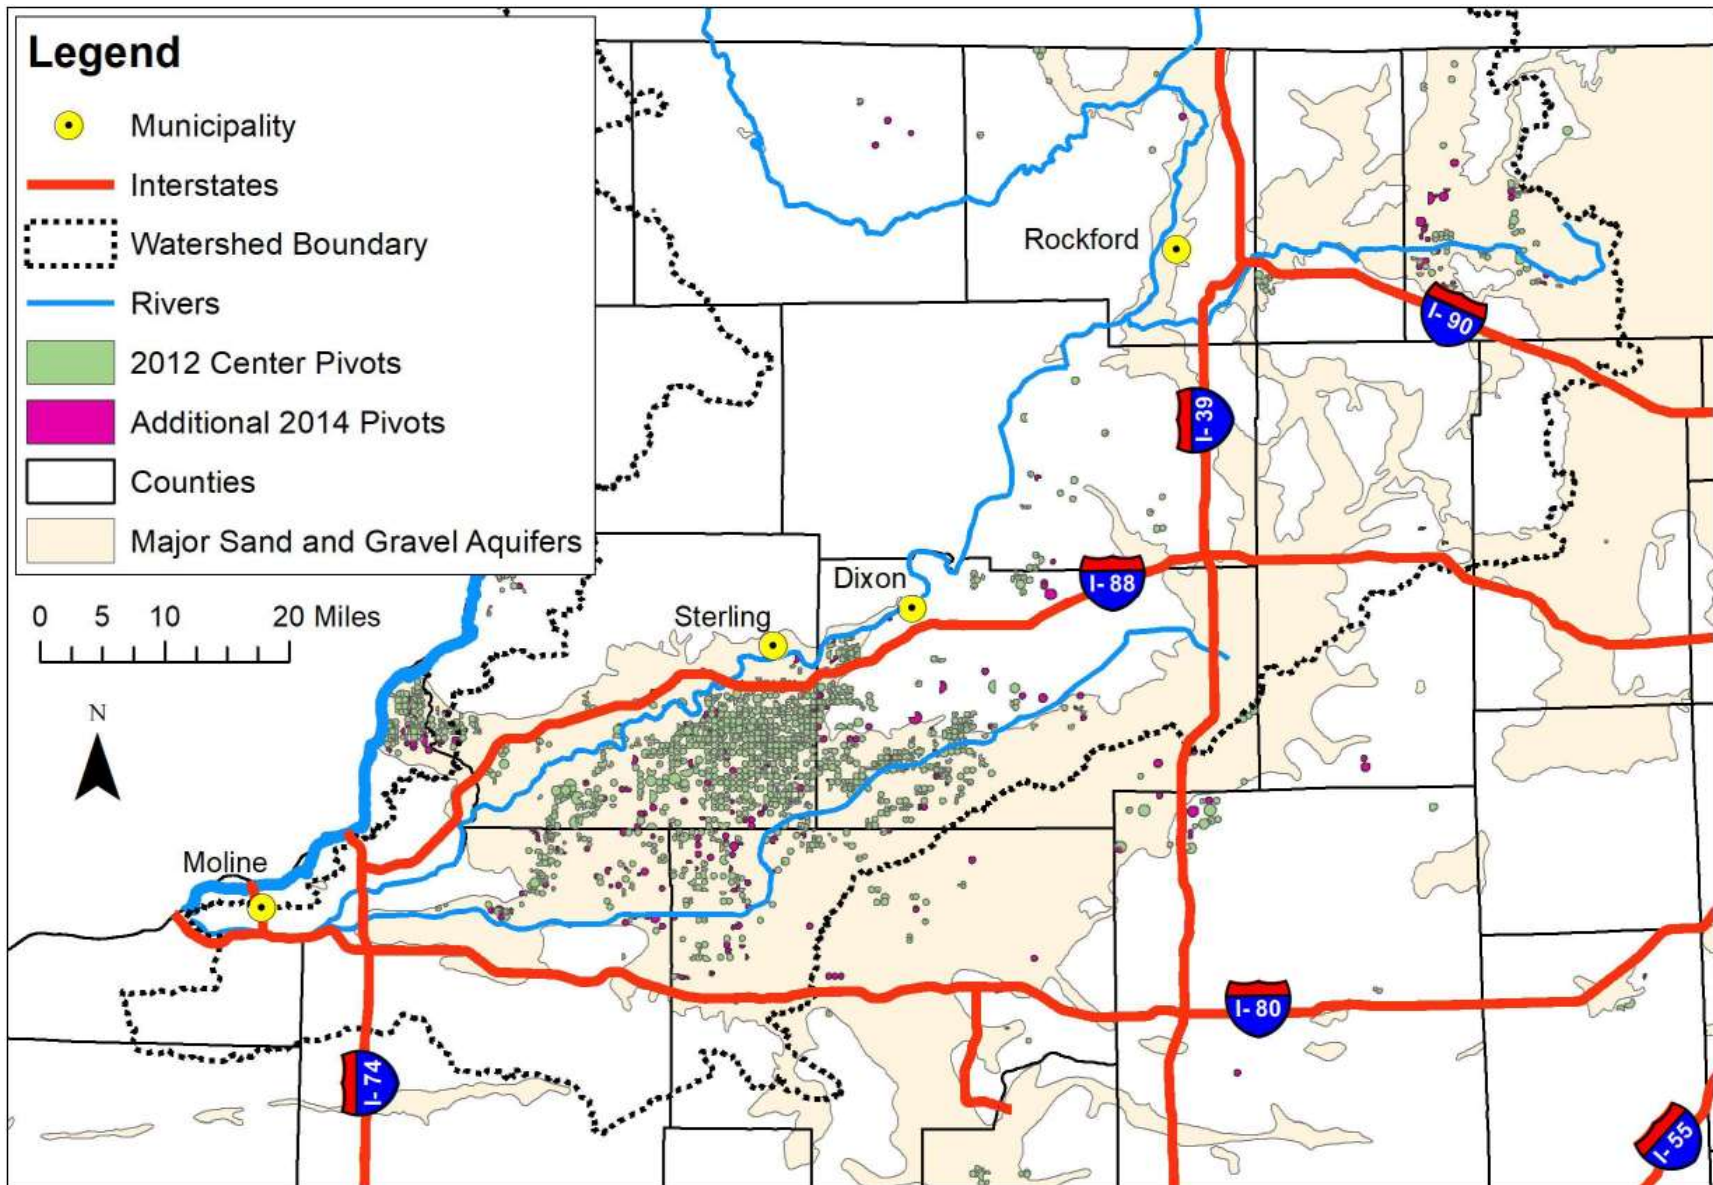 Legend
Municipality
Interstates
Watershed Boundary
Rivers
2012 Center Pivots
Additional 2014 Pivots
Counties
Major Sand and Gravel Aquifers
0 5 10 20 Miles
N
Rockford
I-90
I-39
Dixon
I-88
Sterling
Moline
I-80
I-74
I-55